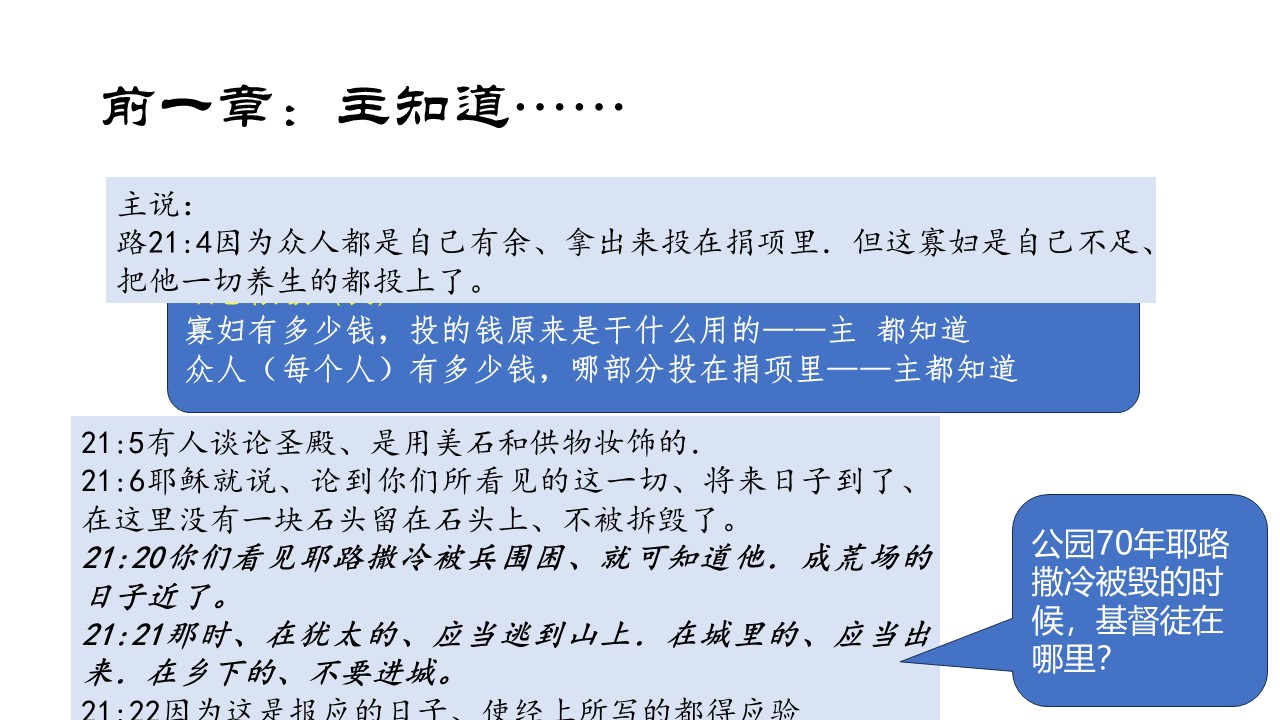 前一章：主知道……
主说：
路21:4因为众人都是自己有余、拿出来投在捐项里．但这寡妇是自己不足、
把他一切养生的都投上了。
寡妇有多少钱，投的钱原来是干什么用的——主 都知道
众人（每个人）有多少钱，哪部分投在捐项里——主都知道
21:5有人谈论圣殿、是用美石和供物妆饰的．
21:6耶稣就说、论到你们所看见的这一切、将来日子到了、
在这里没有一块石头留在石头上、不被拆毁了。
21:20你们看见耶路撒冷被兵围困、就可知道他．成荒场的
日子近了。
21:21那时、在犹太的、应当逃到山上．在城里的、应当出
来．在乡下的、不要进城。
21:22因为这是报应的日子、使经上所写的都得应验
公园70年耶路
撒冷被毁的时
候，基督徒在
哪里？